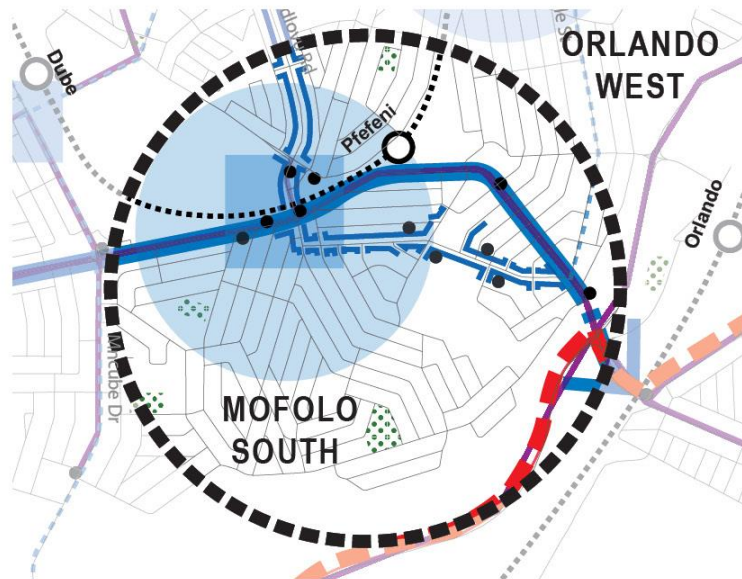 ORLANDO
WEST
Dube
Pfefeni
Orlando
MOFOLO
SOUTH
Mncube Dr